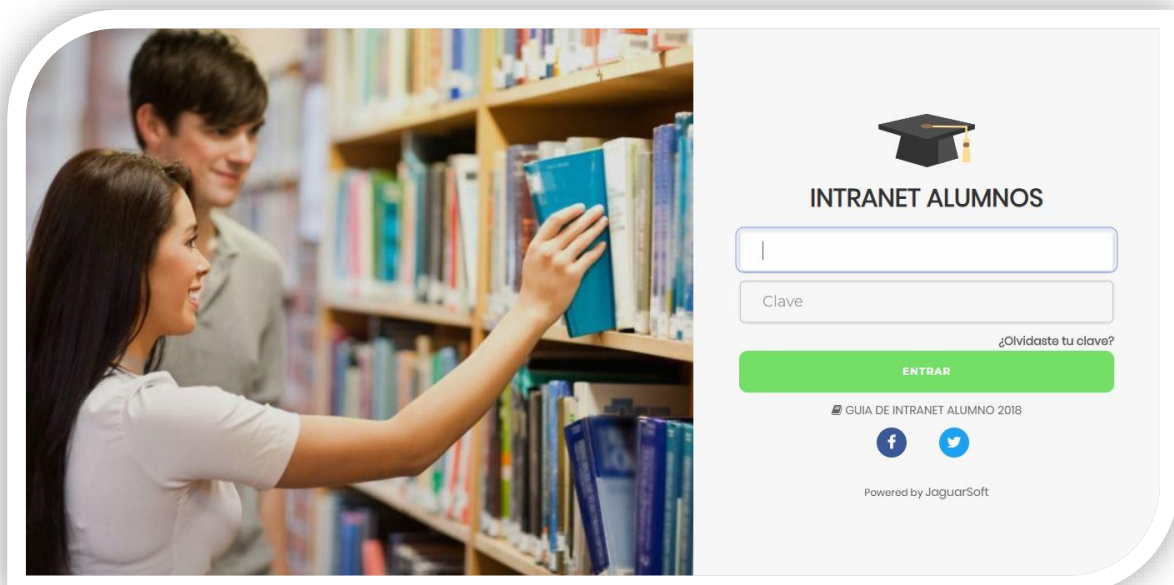 INTRANET ALUMNOS
Clave
¿Olvidaste tu clave?
ENTRAR
GUIA DE INTRANET ALUMNO 2018
Powered by JaguarSoft